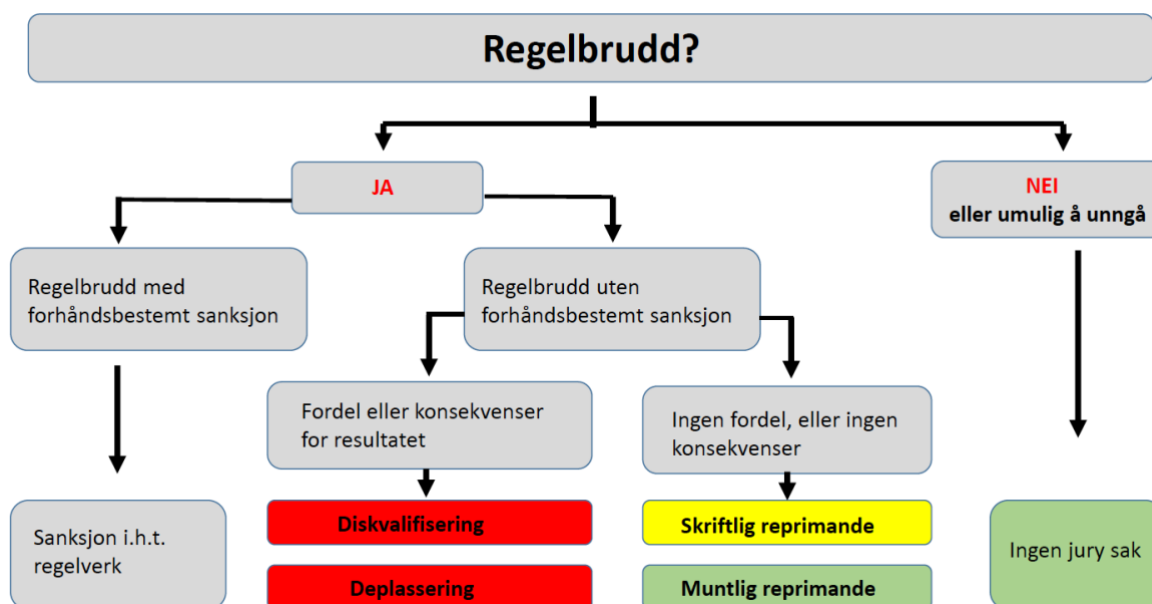 Regelbrudd?
JA
NEI
eller umulig å unngå
Regelbrudd med
forhåndsbestemt sanksjon
Regelbrudd uten
forhåndsbestemt sanksjon
Fordel eller konsekvenser
for resultatet
Ingen fordel, eller ingen
konsekvenser
Sanksjon i.h.t.
regelverk
Diskvalifisering
Skriftlig reprimande
Ingen jury sak
Deplassering
Muntlig reprimande